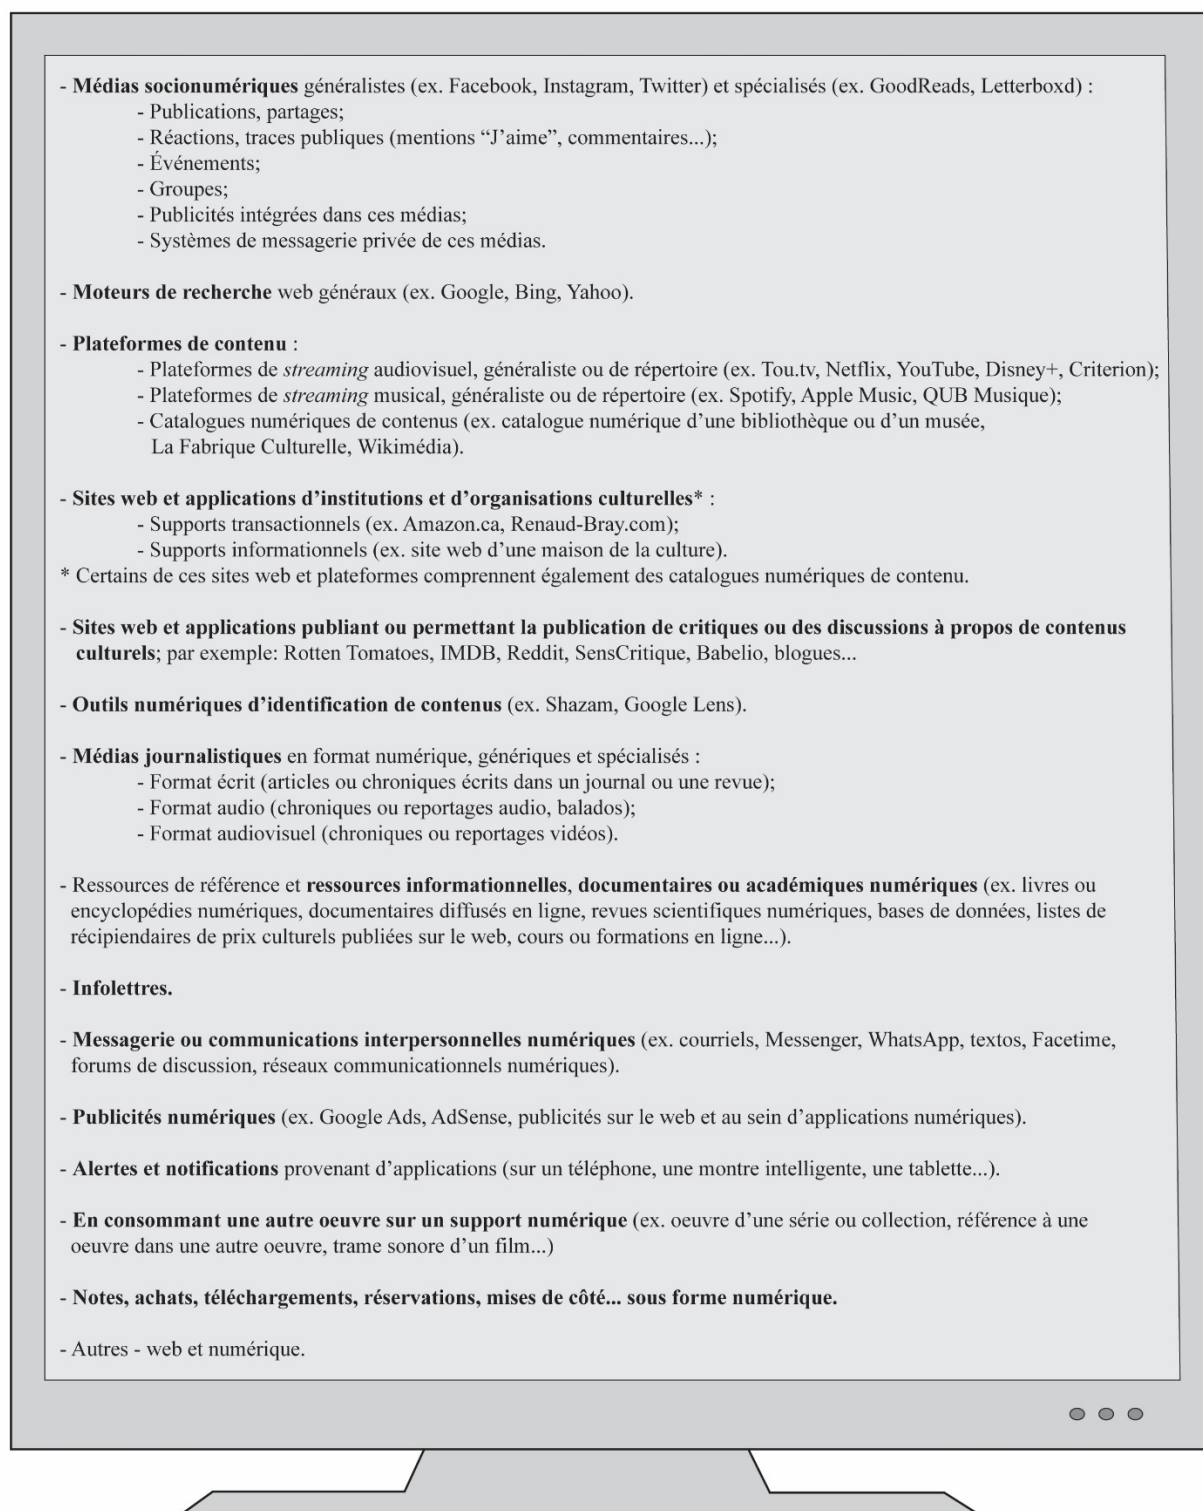 - Médias socionumériques généralistes (ex. Facebook, Instagram, Twitter) et spécialisés (ex. GoodReads, Letterboxd) :
- Publications, partages;
- Réactions, traces publiques (mentions “J’aime”, commentaires...);
- Événements;
- Groupes;
- Publicités intégrées dans ces médias;
- Systèmes de messagerie privée de ces médias.
- Moteurs de recherche web généraux (ex. Google, Bing, Yahoo).
- Plateformes de contenu :
- Plateformes de streaming audiovisuel, généraliste ou de répertoire (ex. Tou.tv, Netflix, YouTube, Disney+, Criterion);
- Plateformes de streaming musical, généraliste ou de répertoire (ex. Spotify, Apple Music, QUB Musique);
- Catalogues numériques de contenus (ex. catalogue numérique d’une bibliothèque ou d’un musée,
La Fabrique Culturelle, Wikimédia).
- Sites web et applications d’institutions et d’organisations culturelles* :
- Supports transactionnels (ex. Amazon.ca, Renaud-Bray.com);
- Supports informationnels (ex. site web d’une maison de la culture).
* Certains de ces sites web et plateformes comprennent également des catalogues numériques de contenu.
- Sites web et applications publiant ou permettant la publication de critiques ou des discussions à propos de contenus
culturels; par exemple: Rotten Tomatoes, IMDB, Reddit, SensCritique, Babelio, blogues...
- Outils numériques d’identification de contenus (ex. Shazam, Google Lens).
- Médias journalistiques en format numérique, génériques et spécialisés :
- Format écrit (articles ou chroniques écrits dans un journal ou une revue);
- Format audio (chroniques ou reportages audio, balados);
- Format audiovisuel (chroniques ou reportages vidéos).
- Ressources de référence et ressources informationnelles, documentaires ou académiques numériques (ex. livres ou
encyclopédies numériques, documentaires diffusés en ligne, revues scientifiques numériques, bases de données, listes de
récipiendaires de prix culturels publiées sur le web, cours ou formations en ligne...).
- Infolettres.
- Messagerie ou communications interpersonnelles numériques (ex. courriels, Messenger, WhatsApp, textos, Facetime,
forums de discussion, réseaux communicationnels numériques).
- Publicités numériques (ex. Google Ads, AdSense, publicités sur le web et au sein d’applications numériques).
- Alertes et notifications provenant d’applications (sur un téléphone, une montre intelligente, une tablette...).
- En consommant une autre oeuvre sur un support numérique (ex. oeuvre d’une série ou collection, référence à une
oeuvre dans une autre oeuvre, trame sonore d’un film...)
- Notes, achats, téléchargements, réservations, mises de côté... sous forme numérique.
- Autres - web et numérique.